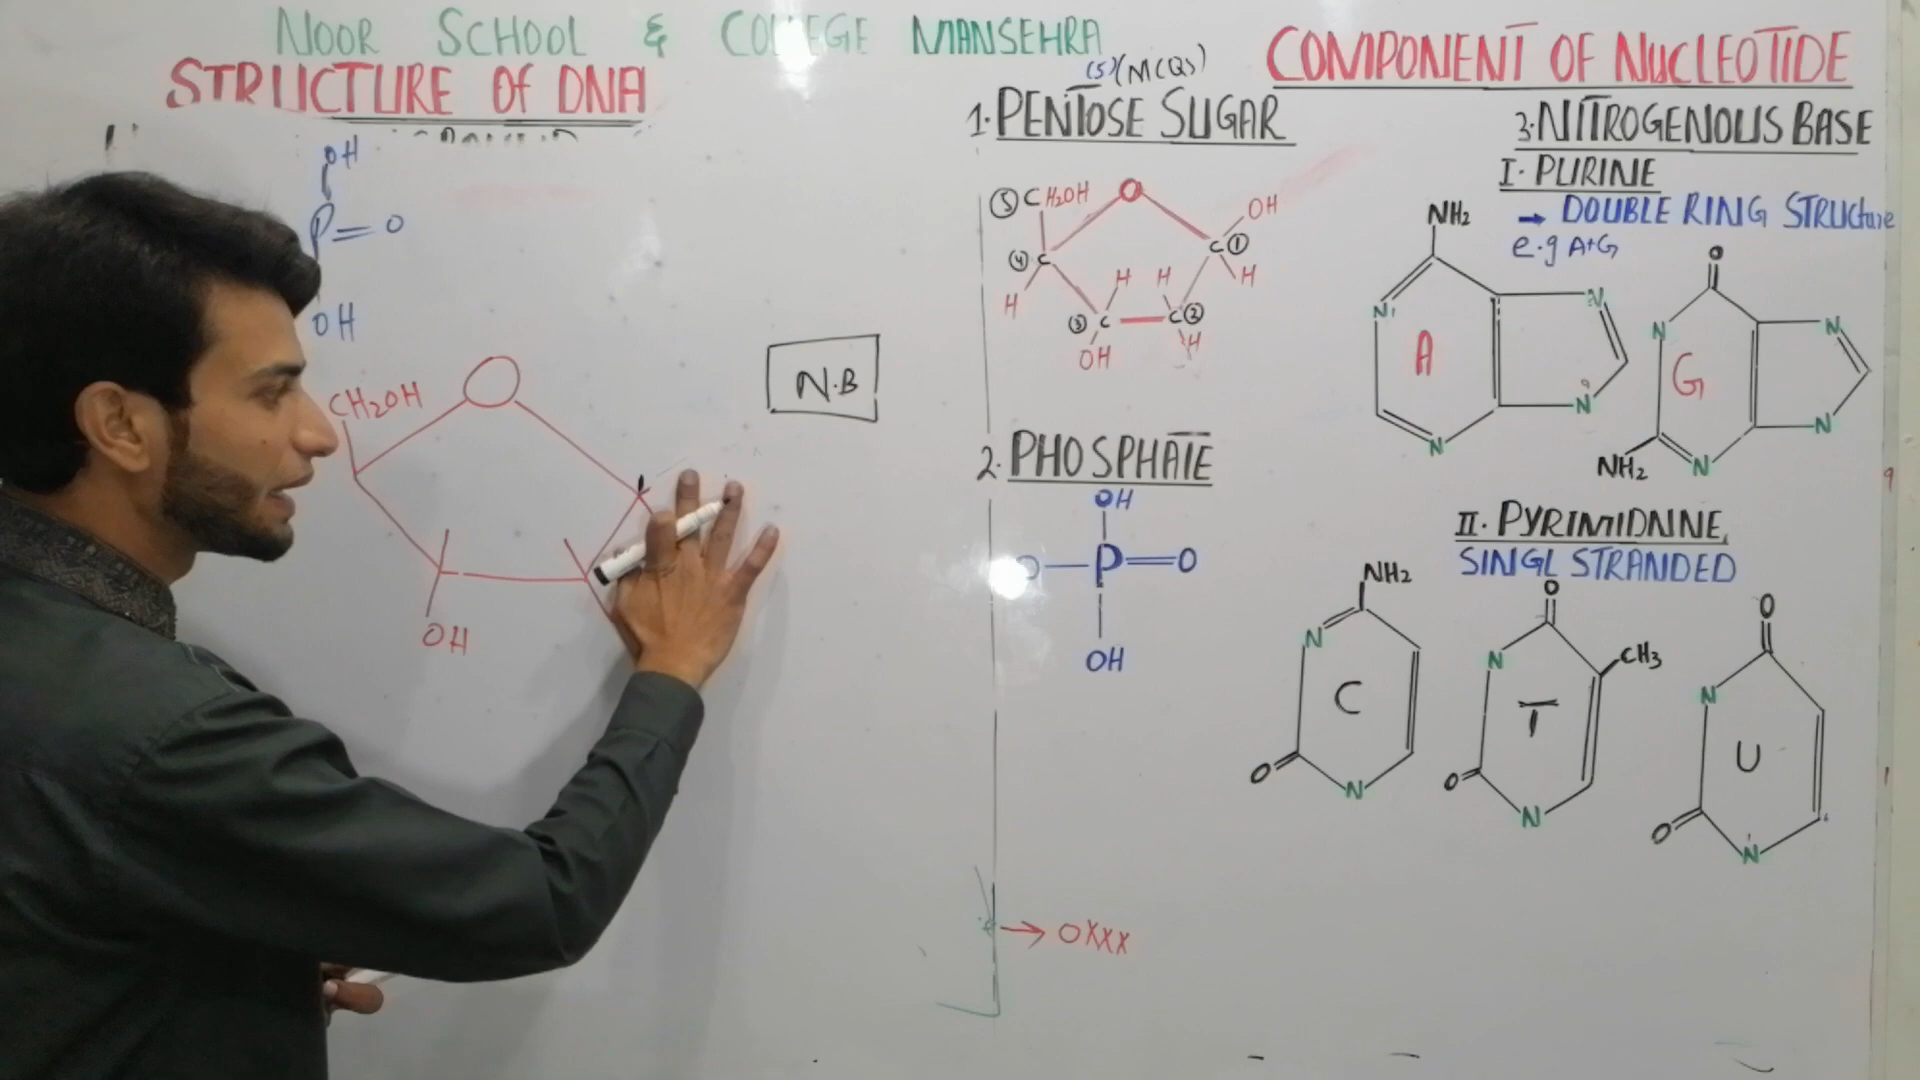 NOOR SCHOOL & COLLEGE MANSEHRA
STRUCTURE OF DNA
OH
P=O
OH
CH2OH
O
OH
N.B
COMPONENT OF NUCLEOTIDE
(5)(MCQs)
1. PENTOSE SUGAR
⑤ CH2OH
O
OH
C ①
H
④ C
H
H
H
③ C
C ②
OH
H
2. PHOSPHATE
OH
O—P=O
OH
→ OXXX
3. NITROGENOUS BASE
I. PURINE
→ DOUBLE RING STRUCTURE
e.g A+G
NH2
N
N
A
N
N
O
N
N
G
NH2
N
N
II. PYRIMIDNINE
SINGL STRANDED
NH2
N
C
O
N
O
N
CH3
T
O
N
O
N
U
O
N